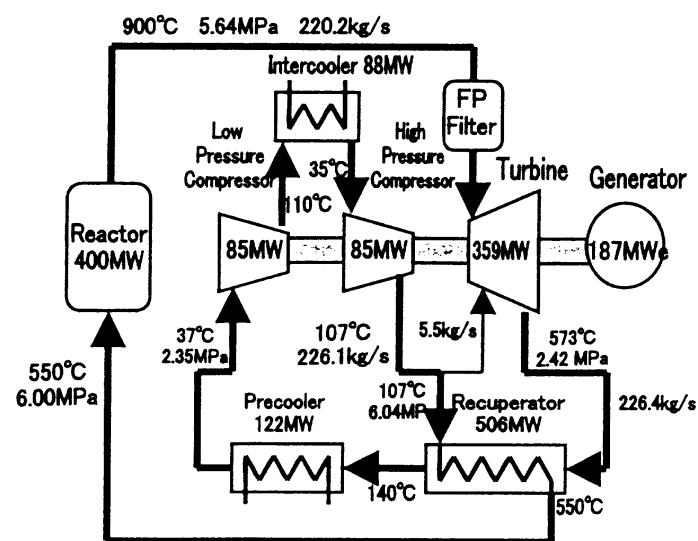 900℃ 5.64MPa 220.2kg/s
Intercooler 88MW
FP
Filter
Low
Pressure
Compressor
High
Pressure
Compressor
35℃
110℃
Turbine
Generator
Reactor
400MW
85MW
85MW
359MW
187MWe
37℃
2.35MPa
107℃
226.1kg/s
5.5kg/s
573℃
2.42 MPa
550℃
6.00MPa
107℃
6.04MP
Precooler
122MW
Recuperator
506MW
226.4kg/s
140℃
550℃